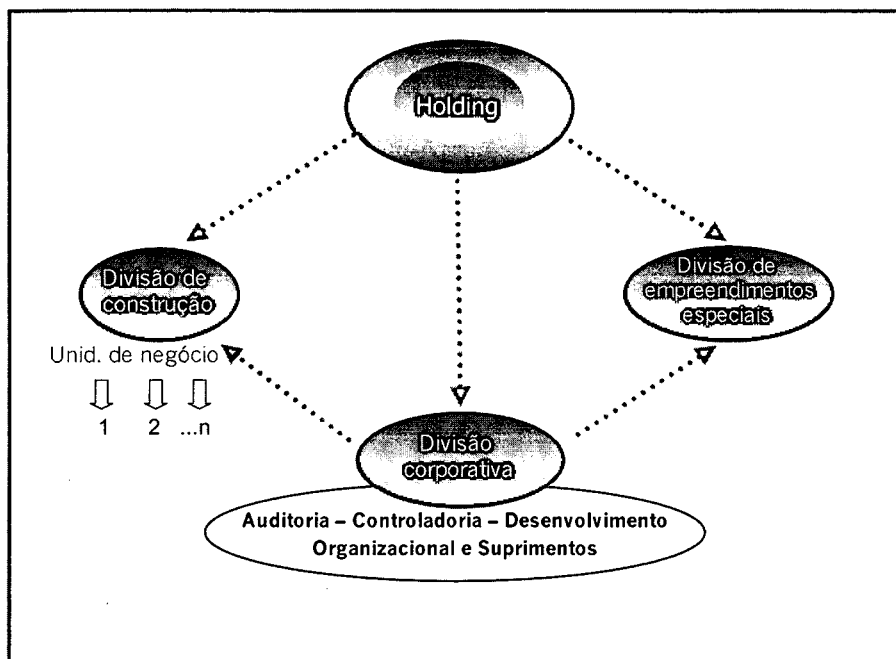 Holding
Divisão de
construção
Divisão de
empreendimentos
especiais
Unid. de negócio
1 2 ...n
Divisão
corporativa
Auditoria – Controladoria – Desenvolvimento
Organizacional e Suprimentos